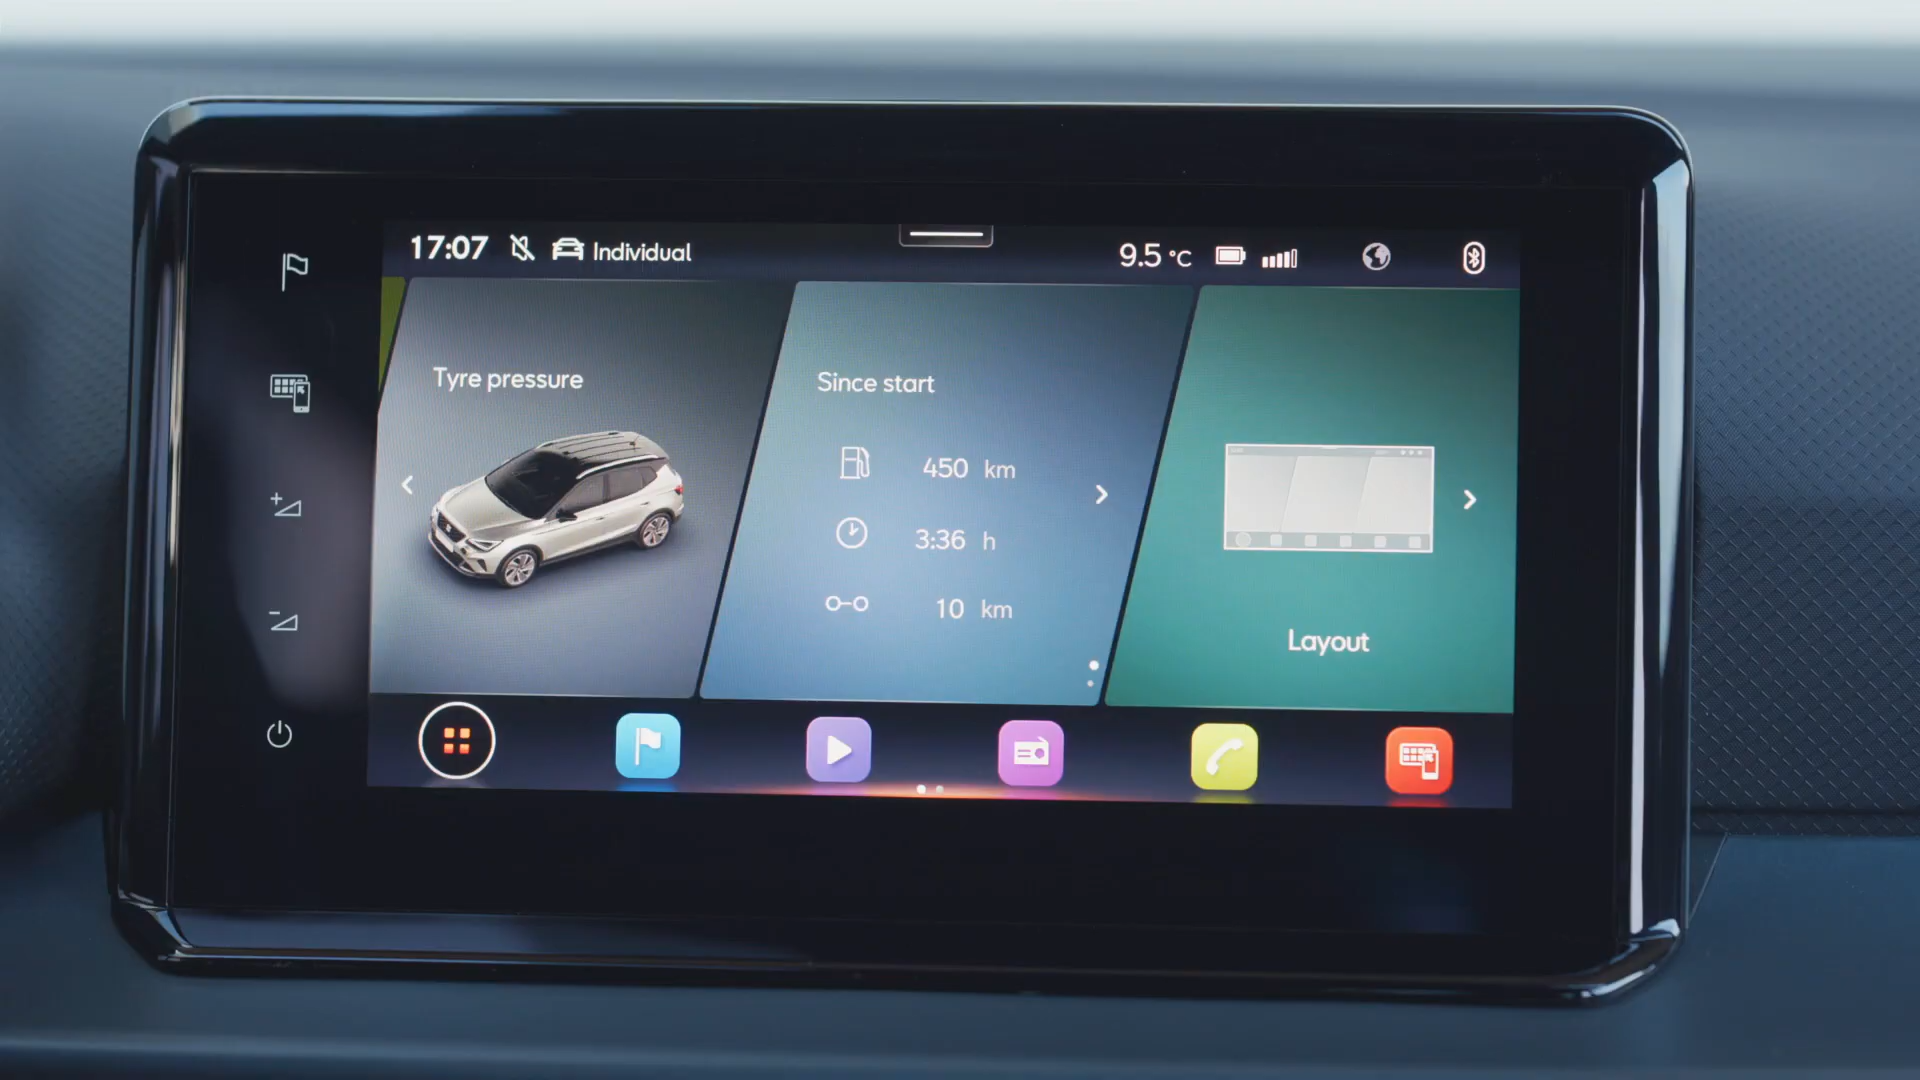 17:07 Individual 9.5 °C
Tyre pressure
Since start
450 km
3:36 h
10 km
Layout